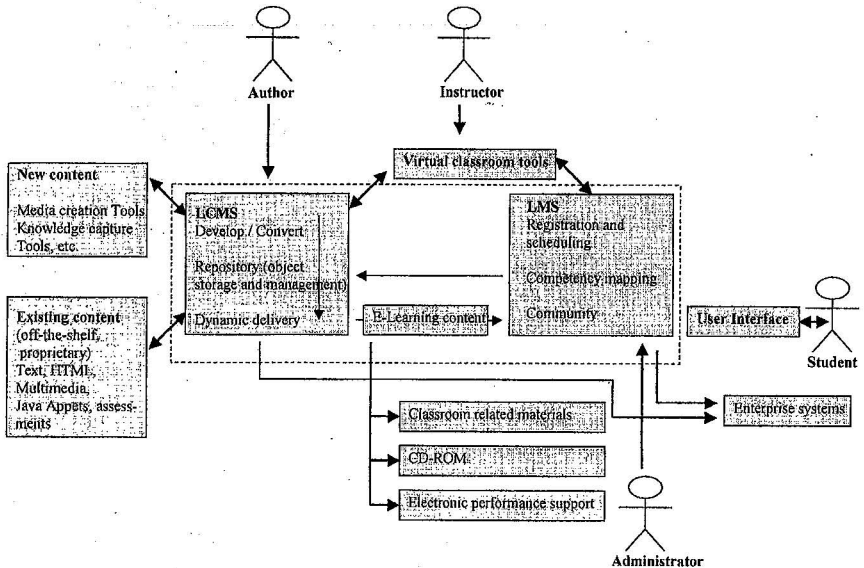 Author
Instructor
Virtual classroom tools
New content
Media creation Tools
Knowledge capture
Tools, etc.
LCMS
Develop / Convert
Repository (object
storage and management)
Dynamic delivery
LMS
Registration and
scheduling
Competency mapping
Community
E-Learning content
Existing content
(off-the-shelf,
proprietary)
Text, HTML,
Multimedia,
Java Appets, assess-
ments
User Interface
Student
Classroom related materials
CD-ROM
Electronic performance support
Enterprise systems
Administrator